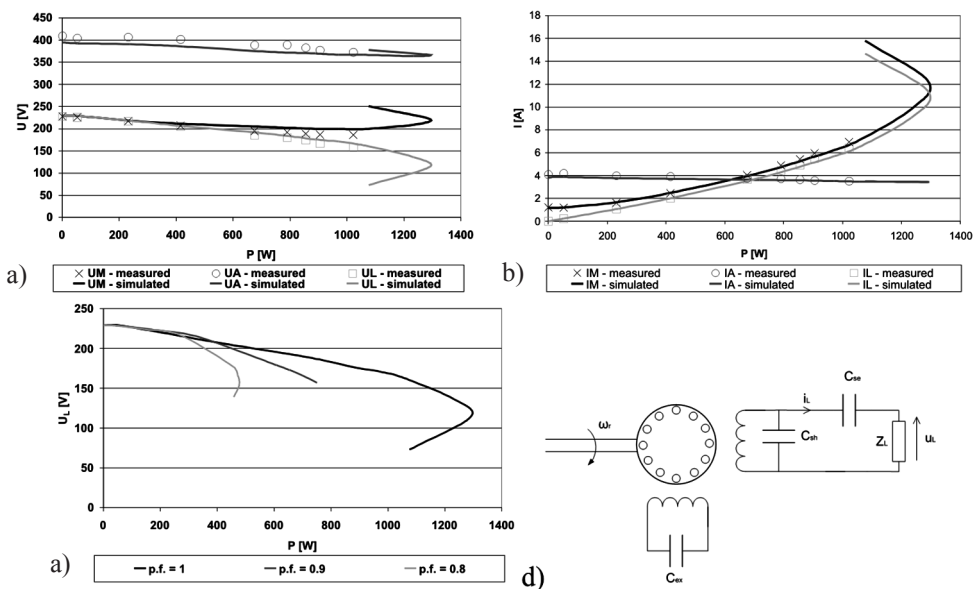 450
400
350
300
250
200
150
100
50
0
U [V]
0 200 400 600 800 1000 1200 1400
P [W]
UM - measured UA - measured UL - measured
UM - simulated UA - simulated UL - simulated
a)
18
16
14
12
10
8
6
4
2
0
I [A]
0 200 400 600 800 1000 1200 1400
P [W]
IM - measured IA - measured IL - measured
IM - simulated IA - simulated IL - simulated
b)
250
200
150
100
50
0
UL [V]
0 200 400 600 800 1000 1200 1400
P [W]
p.f. = 1 p.f. = 0.9 p.f. = 0.8
a)
ωr
iL
Cse
Csh
ZL
uL
Cex
d)